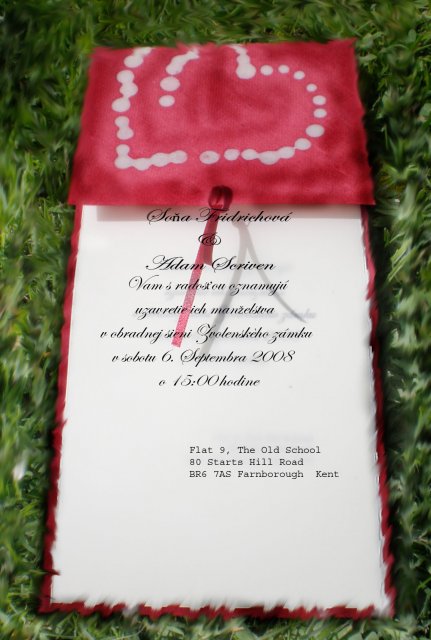 Soňa Fridrichová
&
Adam Scriven
Vam s radosťou oznamujú
uzavretie ich manželstva
v obradnej sieni Zvolenského zámku
v sobotu 6. Septembra 2008
o 15:00 hodine
Flat 9, The Old School
80 Starts Hill Road
BR6 7AS Farnborough Kent